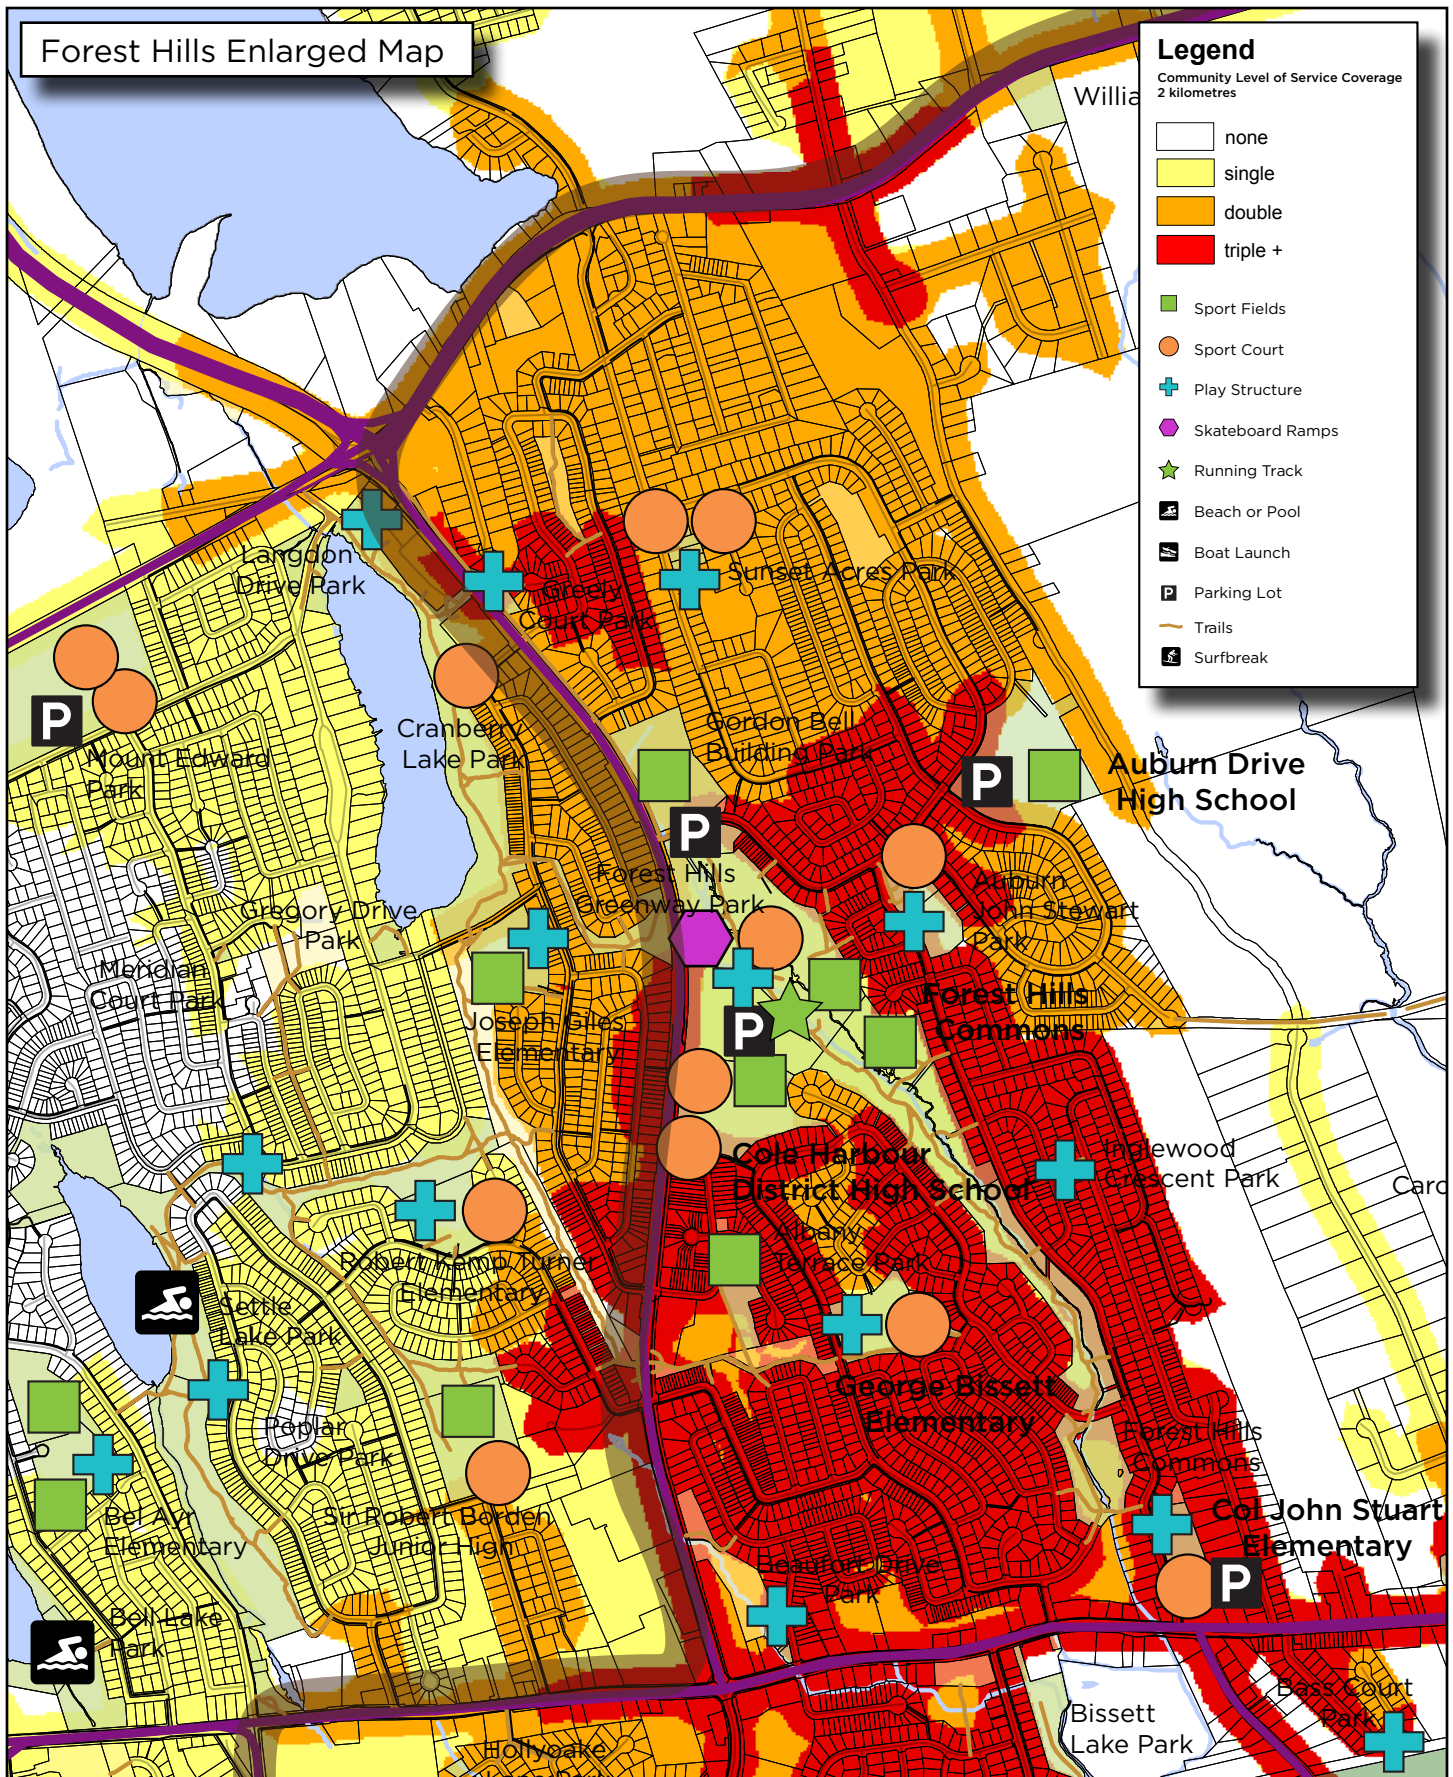 Forest Hills Enlarged Map
Legend
Community Level of Service Coverage
2 kilometres
none
single
double
triple +
Sport Fields
Sport Court
Play Structure
Skateboard Ramps
Running Track
Beach or Pool
Boat Launch
P
Parking Lot
Trails
Surfbreak
Willia
Langdon
Drive Park
Greely
Court Park
Sunset Acres Park
P
Mount Edward
Park
Cranberry
Lake Park
Gordon Bell
Building Park
P
Auburn Drive
High School
P
Forest Hills
Greenway Park
Auburn
John Stewart
Park
Gregory Drive
Park
Meridian
Court Park
Joseph Giles
Elementary
P
Forest Hills
Commons
Cole Harbour
District High School
Inglewood
Crescent Park
Caro
Albany
Terrace Park
Robert Kemp Turner
Elementary
Settle
Lake Park
George Bissett
Elementary
Poplar
Drive Park
Forest Hills
Commons
Bel Ayr
Elementary
Sir Robert Borden
Junior High
Col John Stuart
Elementary
P
Beaufort Drive
Park
Bell Lake
Park
Bissett
Lake Park
Bass Court
Park
Hollyoake